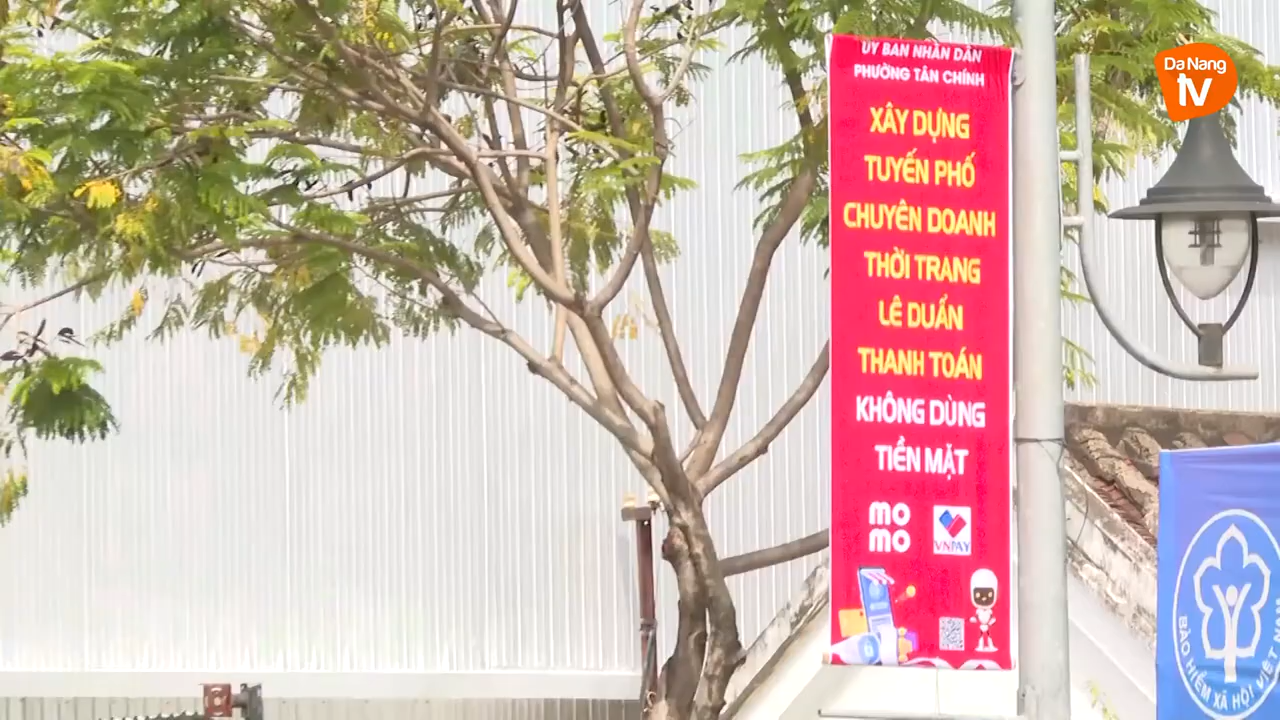 Da Nang
tv
ỦY BAN NHÂN DÂN
PHƯỜNG TÂN CHÍNH
XÂY DỰNG
TUYẾN PHỐ
CHUYÊN DOANH
THỜI TRANG
LÊ DUẨN
THANH TOÁN
KHÔNG DÙNG
TIỀN MẶT
mo
mo
VNPAY
BẢO HIỂM XÃ HỘI VIỆT NAM